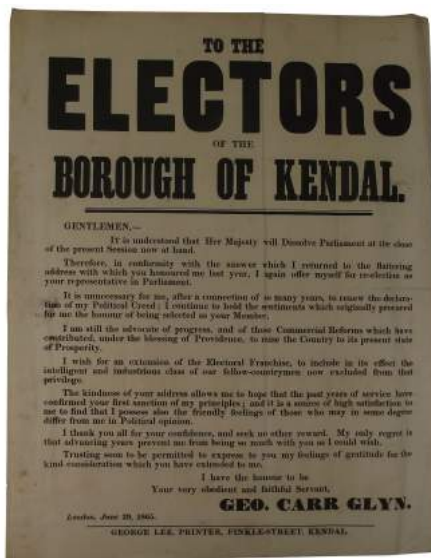 TO THE
ELECTORS
OF THE
BOROUGH OF KENDAL.
GENTLEMEN,—
It is understood that Her Majesty will Dissolve Parliament at the close
of the present Session now at hand.
Therefore, in conformity with the answer which I returned to the flattering
address with which you honoured me last year, I again offer myself for re-election as
your representative in Parliament.
It is unnecessary for me, after a connection of so many years, to renew the declara-
tion of my Political Creed; I continue to hold the sentiments which originally procured
for me the honour of being selected as your Member.
I am still the advocate of progress, and of those Commercial Reforms which have
contributed, under the blessing of Providence, to raise the Country to its present state
of Prosperity.
I wish for an extension of the Electoral Franchise, to include in its effect the
intelligent and industrious class of our fellow-countrymen now excluded from that
privilege.
The kindness of your address allows me to hope that the past years of service have
confirmed your first sanction of my principles; and it is a source of high satisfaction to
me to find that I possess also the friendly feelings of those who may in some degree
differ from me in Political opinion.
I thank you all for your confidence, and seek no other reward. My only regret is
that advancing years prevent me from being so much with you as I could wish.
Trusting soon to be permitted to express to you my feelings of gratitude for the
kind consideration which you have extended to me.
I have the honour to be
Your very obedient and faithful Servant,
GEO. CARR GLYN.
London, June 29, 1865.
GEORGE LEE, PRINTER, FINKLE-STREET, KENDAL.